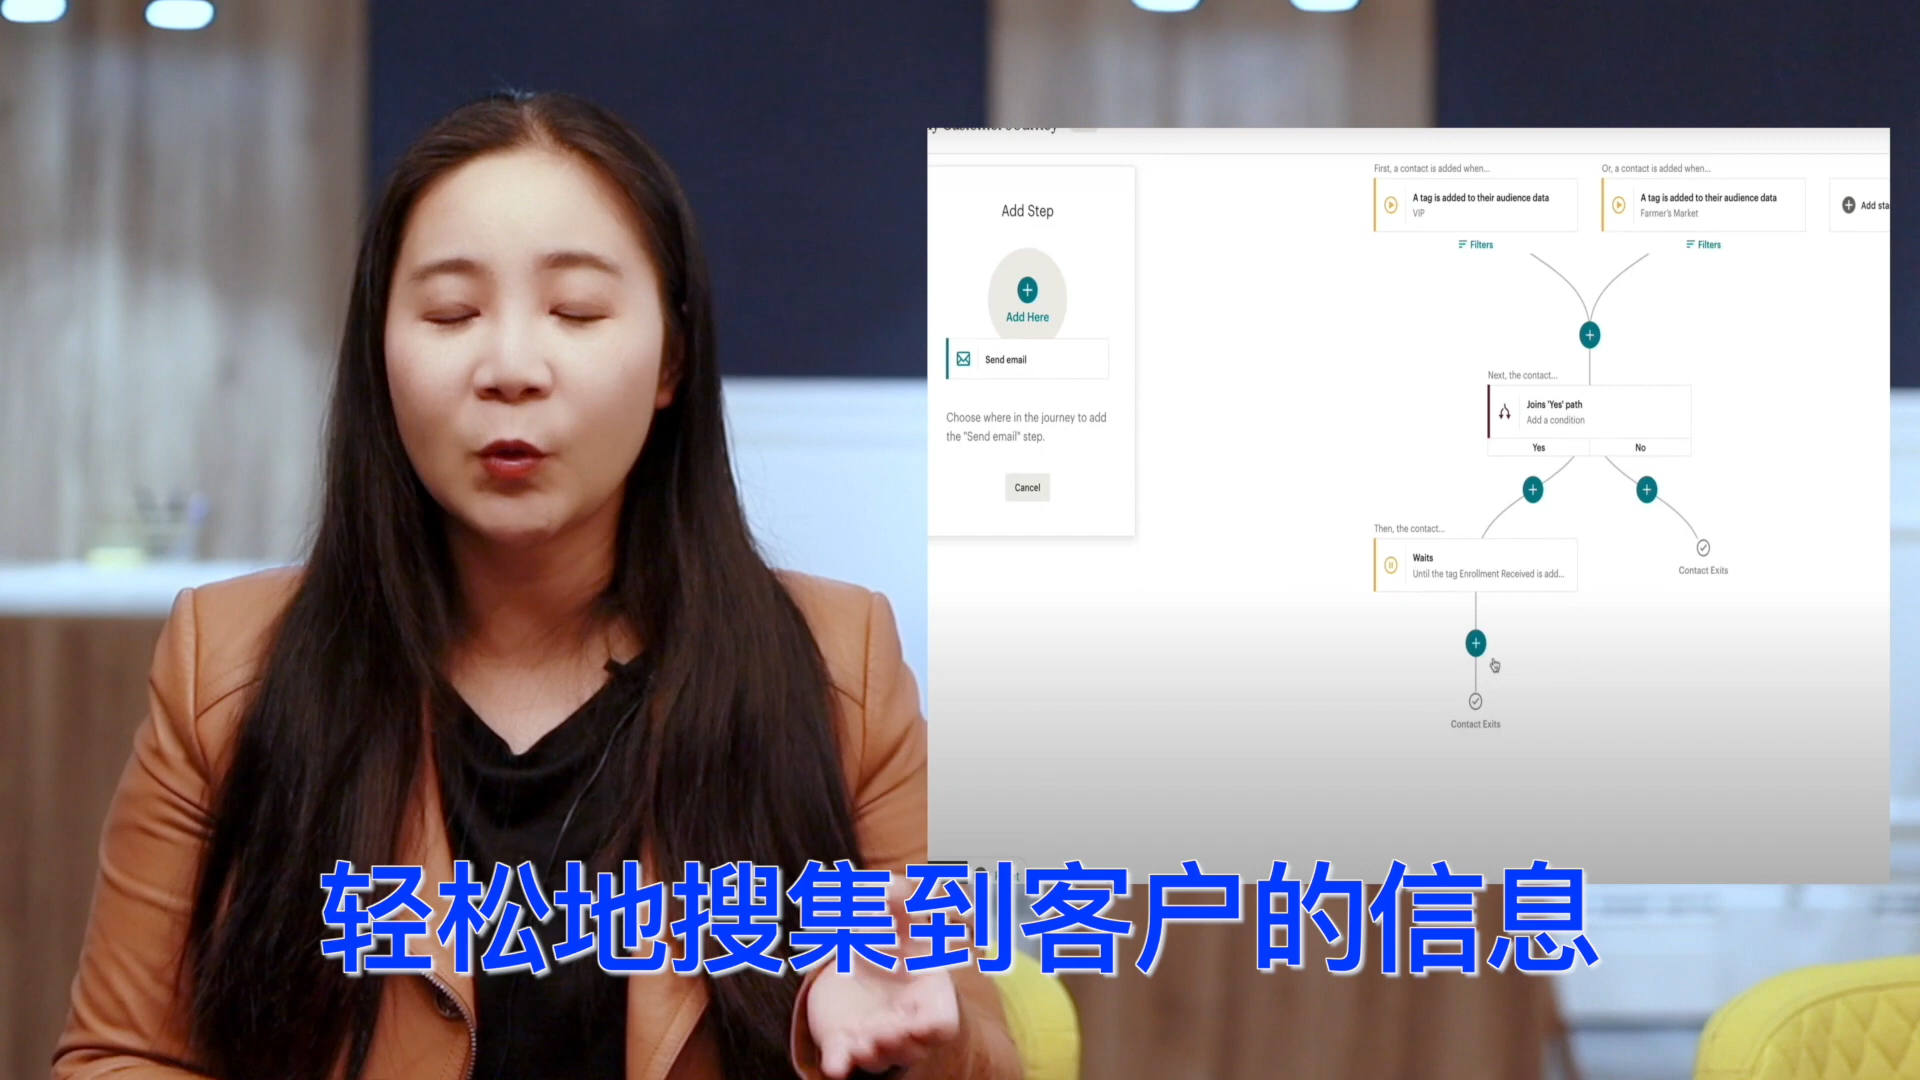 Customer Journey
First, a contact is added when...
Or, a contact is added when...
Add Step
A tag is added to their audience data
VIP
A tag is added to their audience data
Farmer's Market
Add sta
Filters
Filters
Add Here
Send email
Next, the contact...
Joins 'Yes' path
Add a condition
Choose where in the journey to add
the "Send email" step.
Yes
No
Cancel
Then, the contact...
Waits
Until the tag Enrollment Received is add...
Contact Exits
Contact Exits
轻松地搜集到客户的信息